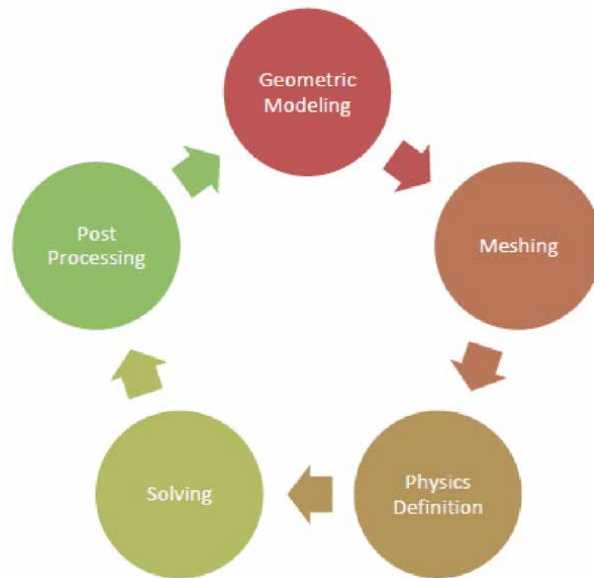 Geometric
Modeling
Meshing
Physics
Definition
Solving
Post
Processing